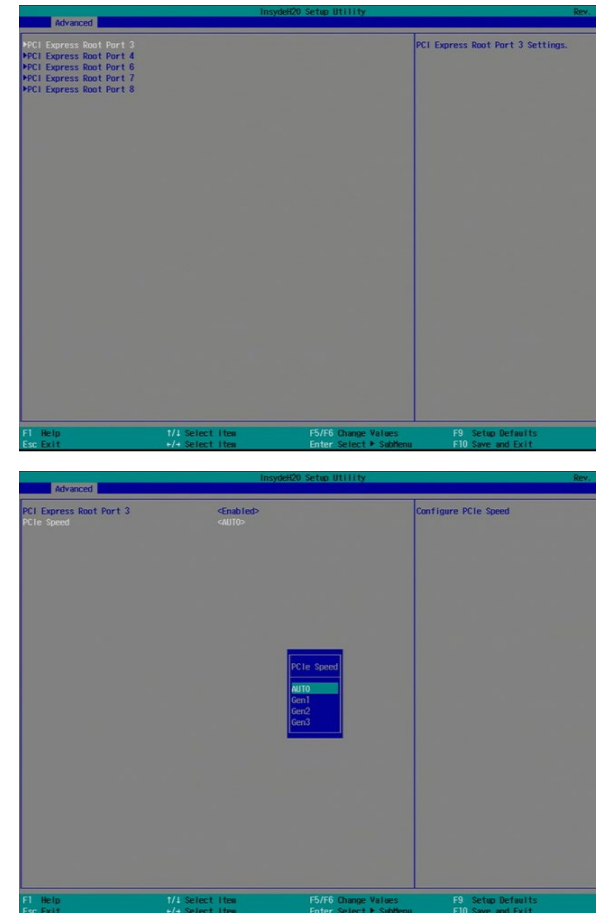 InsydeH20 Setup Utility Rev.
Advanced
▶PCI Express Root Port 3 PCI Express Root Port 3 Settings.
▶PCI Express Root Port 4
▶PCI Express Root Port 6
▶PCI Express Root Port 7
▶PCI Express Root Port 8
F1 Help ↑/↓ Select Item F5/F6 Change Values F9 Setup Defaults
Esc Exit ←/→ Select Item Enter Select ▶ SubMenu F10 Save and Exit
InsydeH20 Setup Utility Rev.
Advanced
PCI Express Root Port 3 <Enabled> Configure PCIe Speed
PCIe Speed <AUTO>
PCIe Speed
AUTO
Gen1
Gen2
Gen3
F1 Help ↑/↓ Select Item F5/F6 Change Values F9 Setup Defaults
Esc Exit ←/→ Select Item Enter Select ▶ SubMenu F10 Save and Exit